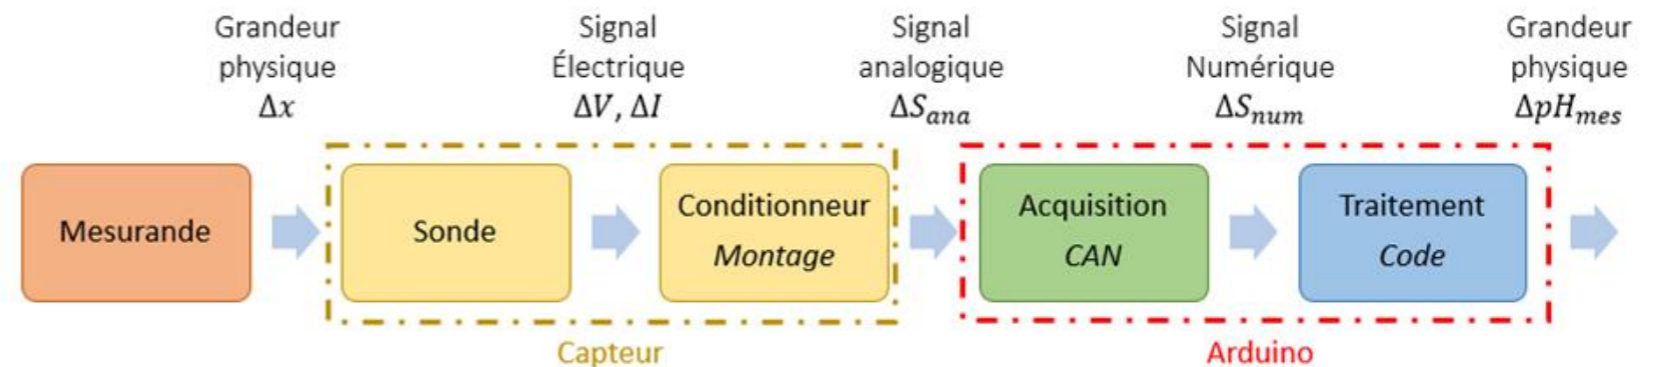 Grandeur
physique
Δx
Signal
Électrique
ΔV, ΔI
Signal
analogique
ΔS_ana
Signal
Numérique
ΔS_num
Grandeur
physique
ΔpH_mes
Mesurande
Sonde
Conditionneur
Montage
Acquisition
CAN
Traitement
Code
Capteur
Arduino